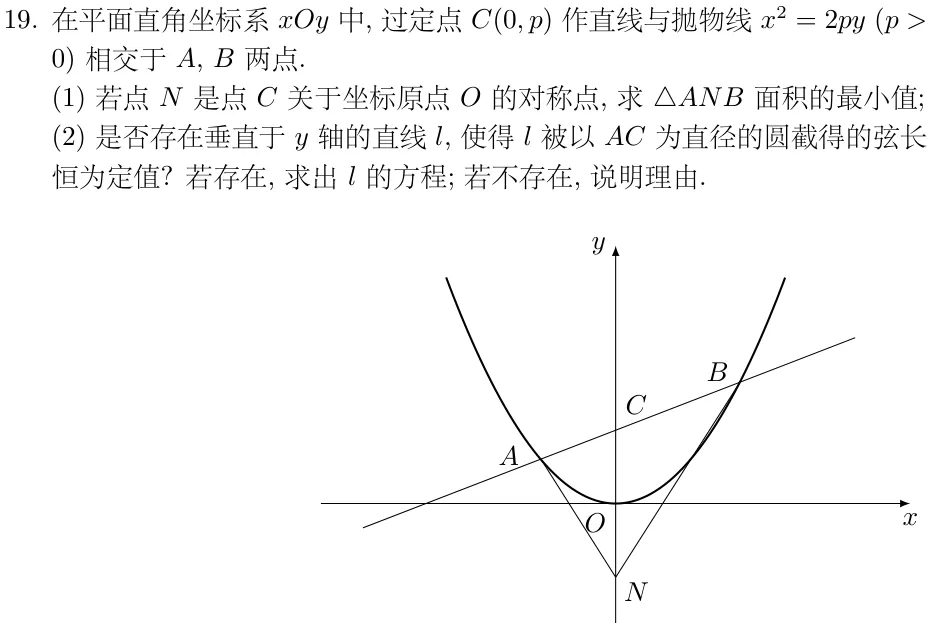 19. 在平面直角坐标系 xOy 中, 过定点 C(0, p) 作直线与抛物线 x² = 2py (p >
0) 相交于 A, B 两点.
(1) 若点 N 是点 C 关于坐标原点 O 的对称点, 求 △ANB 面积的最小值;
(2) 是否存在垂直于 y 轴的直线 l, 使得 l 被以 AC 为直径的圆截得的弦长
恒为定值? 若存在, 求出 l 的方程; 若不存在, 说明理由.
y
B
C
A
O
x
N